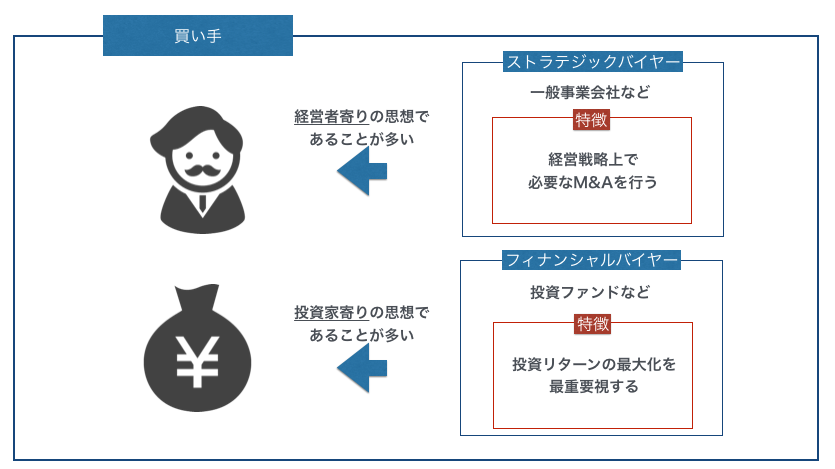 買い手
ストラテジックバイヤー
一般事業会社など
特徴
経営戦略上で
必要なM&Aを行う
経営者寄りの思想で
あることが多い
フィナンシャルバイヤー
投資ファンドなど
特徴
投資リターンの最大化を
最重要視する
投資家寄りの思想で
あることが多い
¥